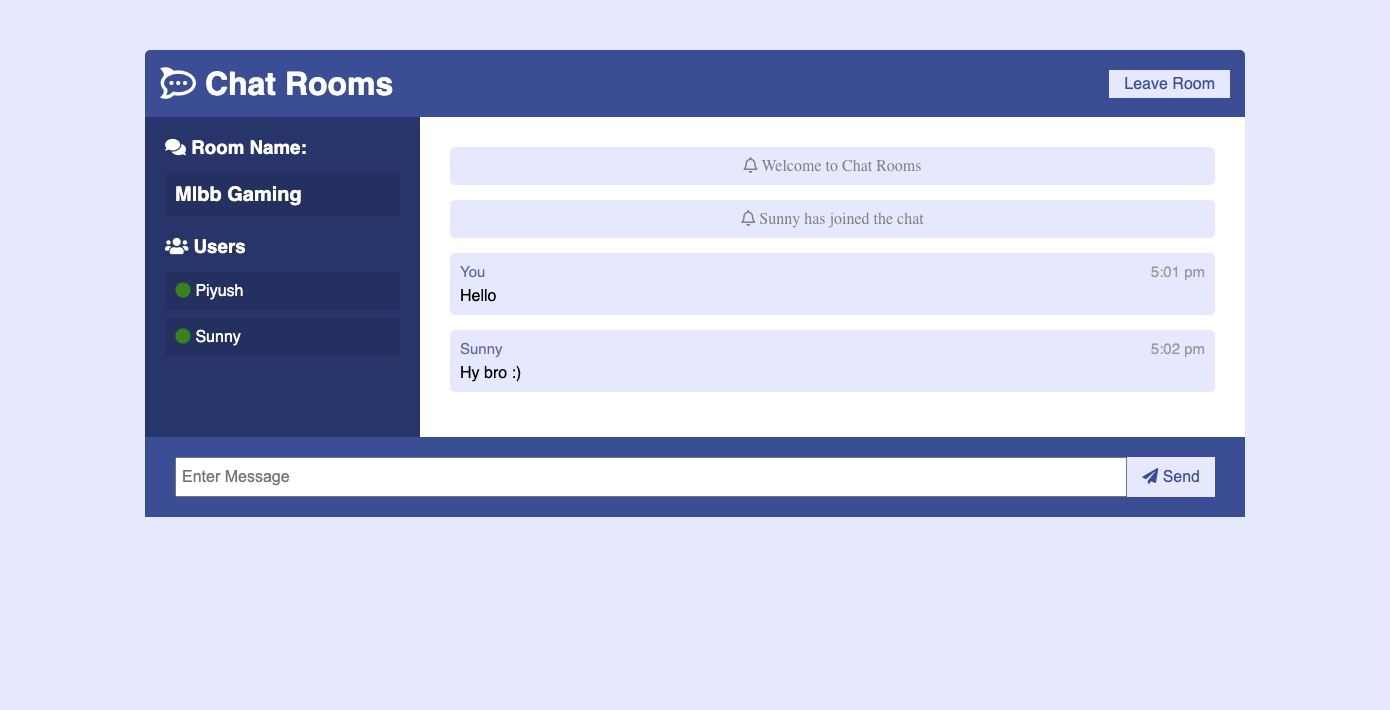 Chat Rooms
Leave Room
Room Name:
Mlbb Gaming
Users
Piyush
Sunny
Welcome to Chat Rooms
Sunny has joined the chat
You 5:01 pm
Hello
Sunny 5:02 pm
Hy bro :)
Enter Message
Send